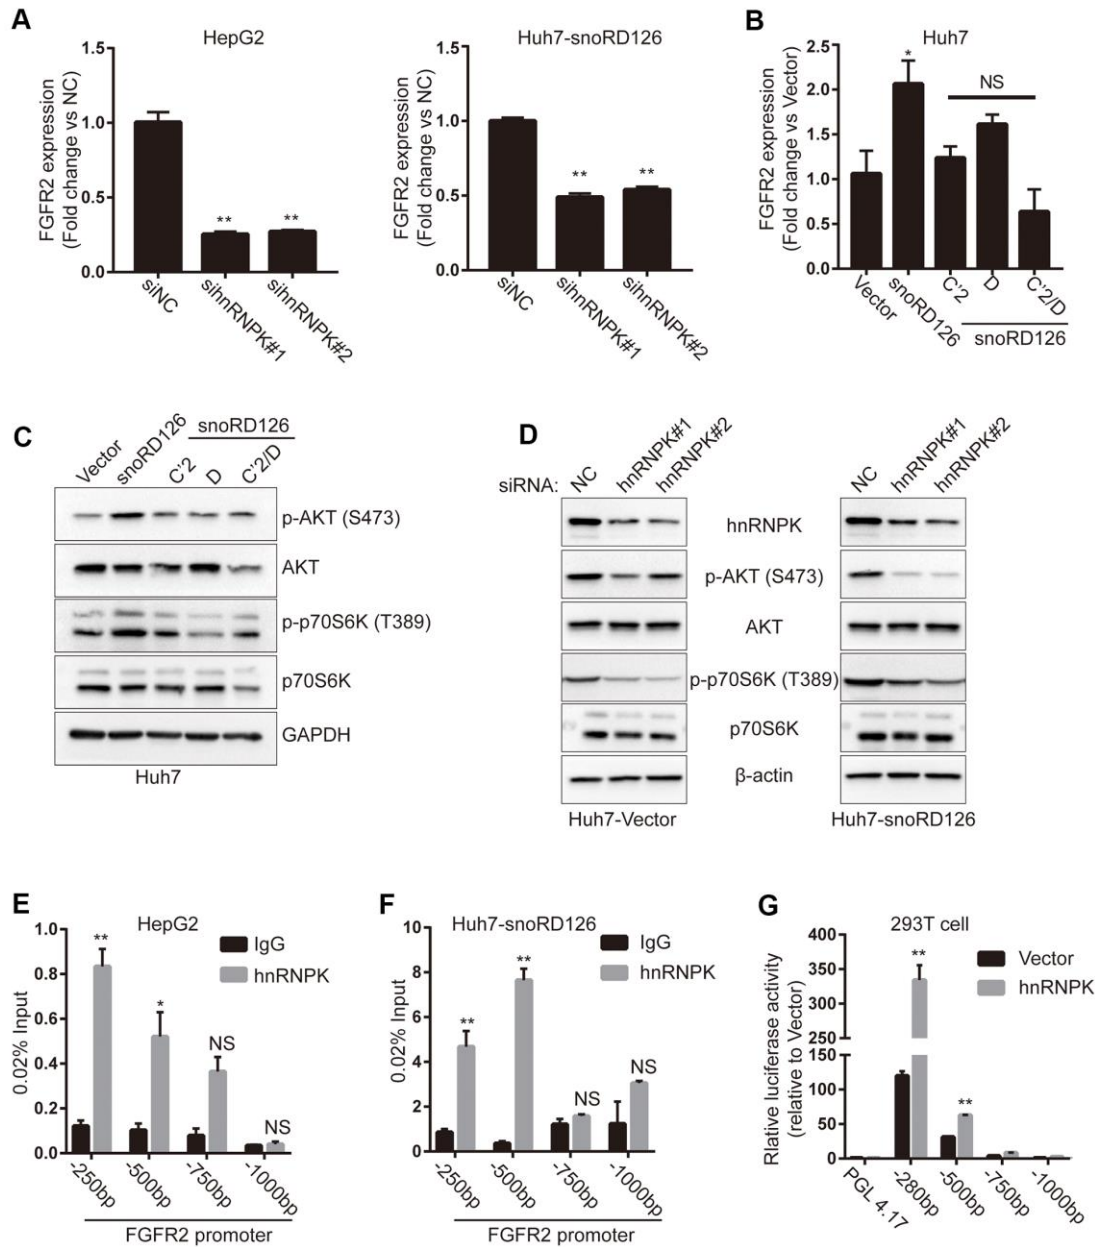 A
HepG2
FGFR2 expression
(Fold change vs NC)
1.5
1.0
0.5
0.0
siNC
sihnRNPK#1
sihnRNPK#2
**
**
Huh7-snoRD126
FGFR2 expression
(Fold change vs NC)
1.5
1.0
0.5
0.0
siNC
sihnRNPK#1
sihnRNPK#2
**
**
B
Huh7
FGFR2 expression
(Fold change vs Vector)
2.5
2.0
1.5
1.0
0.5
0.0
*
NS
Vector
snoRD126
C'2
D
C'2/D
snoRD126
C
Vector
snoRD126
snoRD126
C'2
D
C'2/D
p-AKT (S473)
AKT
p-p70S6K (T389)
p70S6K
GAPDH
Huh7
D
siRNA:
NC
hnRNPK#1
hnRNPK#2
NC
hnRNPK#1
hnRNPK#2
hnRNPK
p-AKT (S473)
AKT
p-p70S6K (T389)
p70S6K
β-actin
Huh7-Vector
Huh7-snoRD126
E
HepG2
IgG
hnRNPK
0.02% Input
1.0
0.8
0.6
0.4
0.2
0.0
**
*
NS
NS
-250bp
-500bp
-750bp
-1000bp
FGFR2 promoter
F
Huh7-snoRD126
IgG
hnRNPK
0.02% Input
10
8
6
4
2
0
**
**
NS
NS
-250bp
-500bp
-750bp
-1000bp
FGFR2 promoter
G
293T cell
Vector
hnRNPK
Rlative luciferase activity
(relative to Vector)
400
350
300
250
150
100
50
0
**
**
PGL 4.17
-280bp
-500bp
-750bp
-1000bp